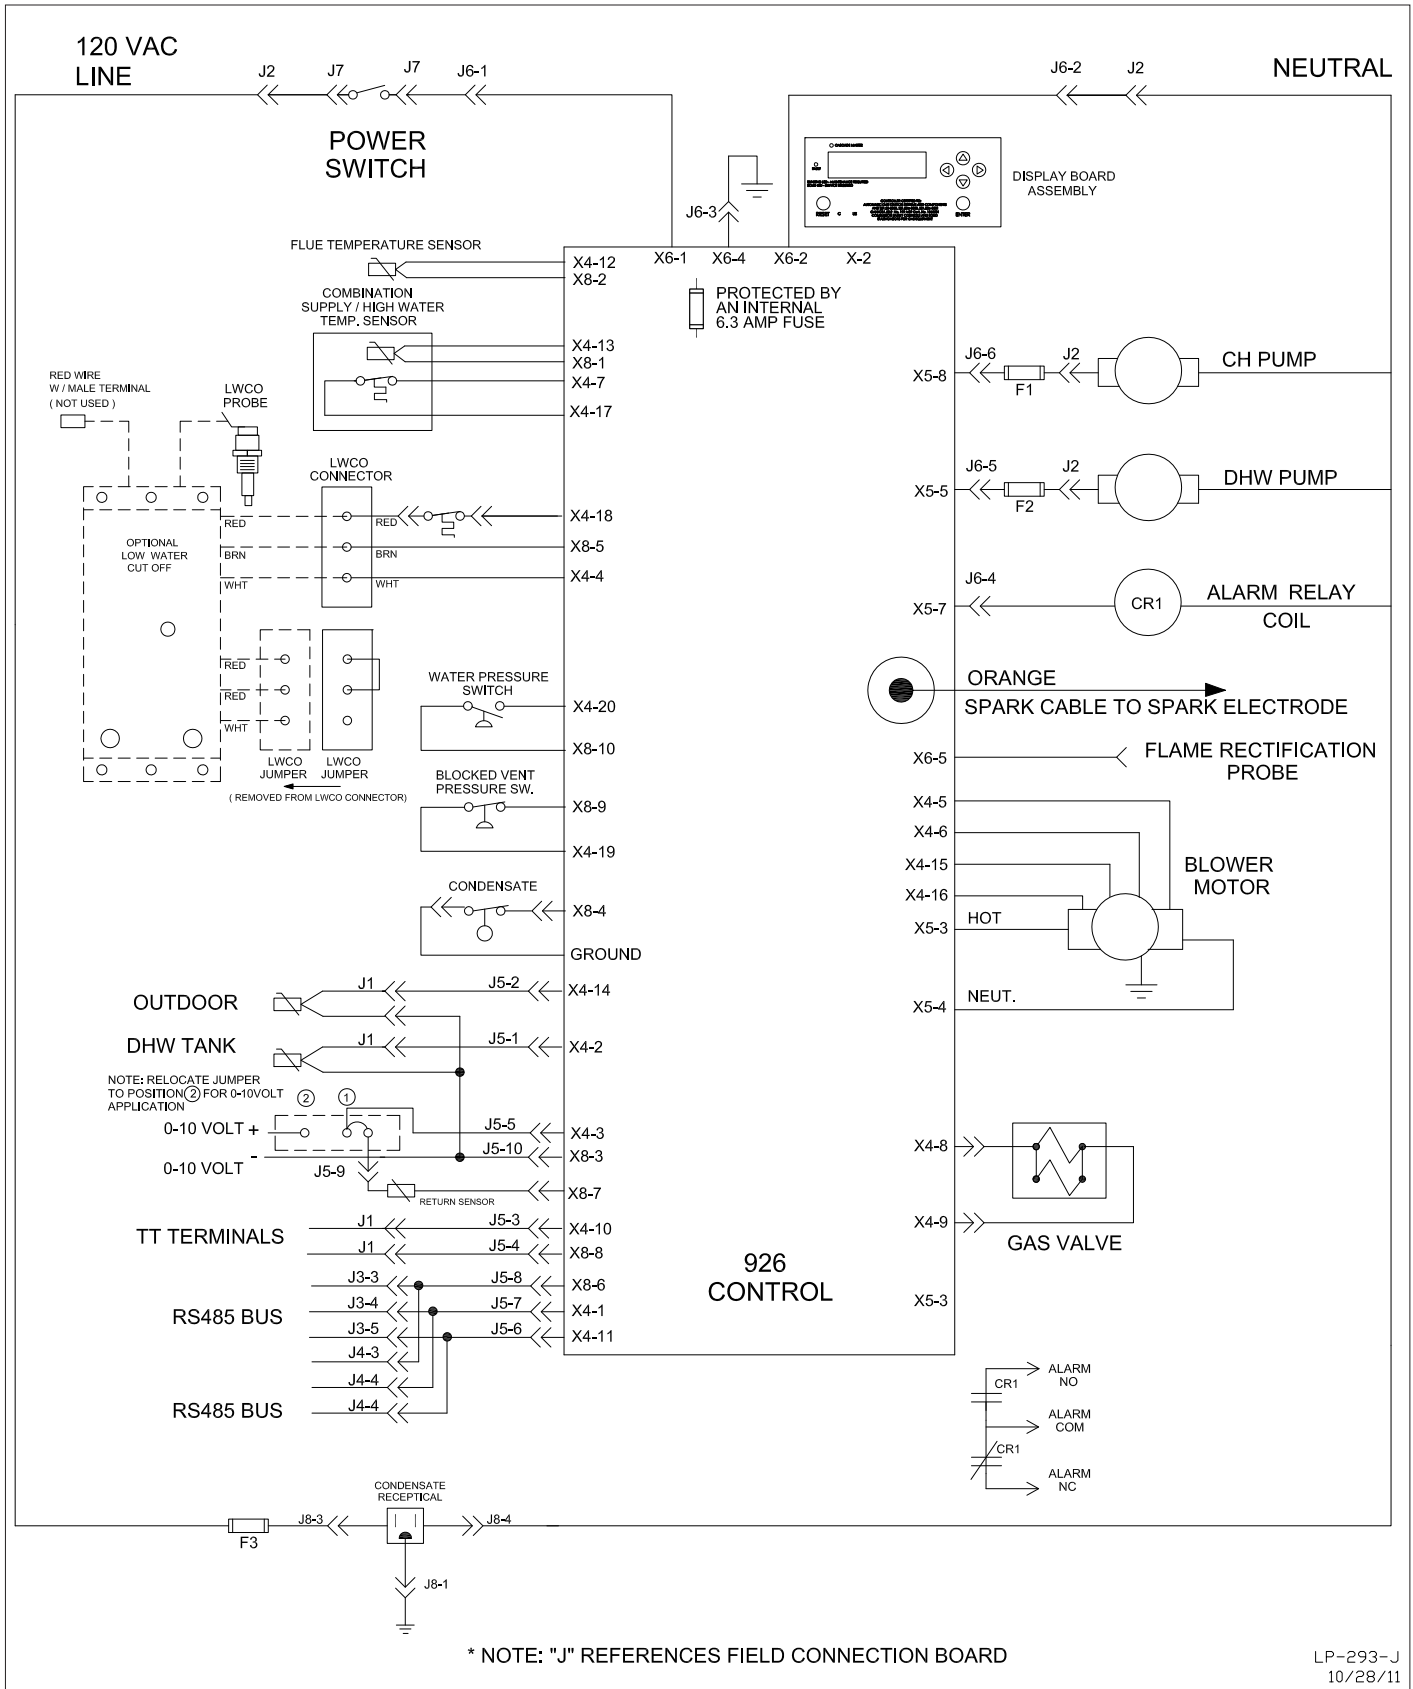 120 VAC
LINE
J2
J7
J7
J6-1
J6-2
J2
NEUTRAL
POWER
SWITCH
RESET
ENTER
DISPLAY BOARD
ASSEMBLY
J6-3
FLUE TEMPERATURE SENSOR
X4-12
X8-2
X6-1
X6-4
X6-2
X-2
COMBINATION
SUPPLY / HIGH WATER
TEMP. SENSOR
PROTECTED BY
AN INTERNAL
6.3 AMP FUSE
X4-13
X8-1
X4-7
X4-17
RED WIRE
W / MALE TERMINAL
( NOT USED )
LWCO
PROBE
X5-8
J6-6
F1
J2
CH PUMP
LWCO
CONNECTOR
X5-5
J6-5
F2
J2
DHW PUMP
OPTIONAL
LOW WATER
CUT OFF
RED
RED
X4-18
BRN
BRN
X8-5
WHT
WHT
X4-4
X5-7
J6-4
CR1
ALARM RELAY
COIL
RED
RED
WHT
LWCO
JUMPER
LWCO
JUMPER
( REMOVED FROM LWCO CONNECTOR)
WATER PRESSURE
SWITCH
X4-20
X8-10
ORANGE
SPARK CABLE TO SPARK ELECTRODE
X6-5
FLAME RECTIFICATION
PROBE
BLOCKED VENT
PRESSURE SW.
X8-9
X4-19
X4-5
X4-6
X4-15
X4-16
X5-3
HOT
BLOWER
MOTOR
X5-4
NEUT.
CONDENSATE
X8-4
GROUND
OUTDOOR
J1
J5-2
X4-14
DHW TANK
J1
J5-1
X4-2
NOTE: RELOCATE JUMPER
TO POSITION 2 FOR 0-10VOLT
APPLICATION
2
1
0-10 VOLT +
J5-5
X4-3
0-10 VOLT -
J5-10
X8-3
J5-9
RETURN SENSOR
X8-7
TT TERMINALS
J1
J5-3
X4-10
J1
J5-4
X8-8
RS485 BUS
J3-3
J5-8
X8-6
J3-4
J5-7
X4-1
J3-5
J5-6
X4-11
RS485 BUS
J4-3
J4-4
J4-4
X4-8
X4-9
GAS VALVE
926
CONTROL
X5-3
CR1
ALARM
NO
ALARM
COM
CR1
ALARM
NC
CONDENSATE
RECEPTICAL
F3
J8-3
J8-4
J8-1
* NOTE: "J" REFERENCES FIELD CONNECTION BOARD
LP-293-J
10/28/11